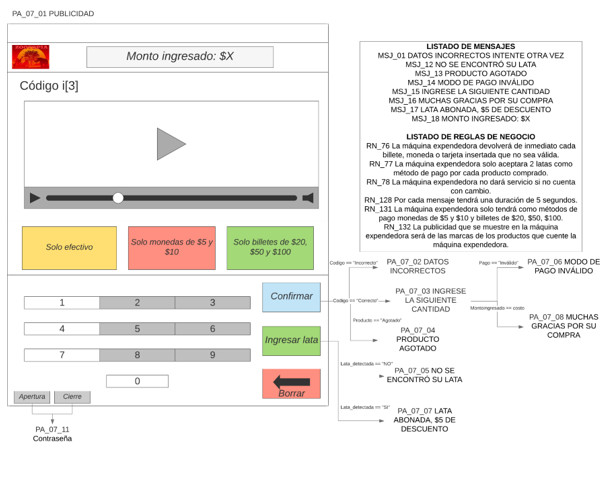 PA_07_01 PUBLICIDAD
Monto ingresado: $X
Código i[3]
Solo efectivo
Solo monedas de $5 y
$10
Solo billetes de $20,
$50 y $100
1
2
3
Confirmar
4
5
6
Ingresar lata
7
8
9
0
Borrar
Apertura
Cierre
PA_07_11
Contraseña
LISTADO DE MENSAJES
MSJ_01 DATOS INCORRECTOS INTENTE OTRA VEZ
MSJ_12 NO SE ENCONTRÓ SU LATA
MSJ_13 PRODUCTO AGOTADO
MSJ_14 MODO DE PAGO INVÁLIDO
MSJ_15 INGRESE LA SIGUIENTE CANTIDAD
MSJ_16 MUCHAS GRACIAS POR SU COMPRA
MSJ_17 LATA ABONADA, $5 DE DESCUENTO
MSJ_18 MONTO INGRESADO: $X
LISTADO DE REGLAS DE NEGOCIO
RN_76 La máquina expendedora devolverá de inmediato cada
billete, moneda o tarjeta insertada que no sea válida.
RN_77 La máquina expendedora solo aceptara 2 latas como
método de pago por cada producto comprado.
RN_78 La máquina expendedora no dará servicio si no cuenta
con cambio.
RN_128 Por cada mensaje tendrá una duración de 5 segundos.
RN_131 La máquina expendedora solo tendrá como métodos de
pago monedas de $5 y $10 y billetes de $20, $50, $100.
RN_132 La publicidad que se muestre en la máquina
expendedora será de las marcas de los productos que cuente la
máquina expendedora.
Codigo == "Incorrecto"
PA_07_02 DATOS
INCORRECTOS
Pago == "Inválido"
PA_07_06 MODO DE
PAGO INVÁLIDO
Codigo == "Correcto"
PA_07_03 INGRESE
LA SIGUIENTE
CANTIDAD
MontoIngresado == costo
PA_07_08 MUCHAS
GRACIAS POR SU
COMPRA
Producto == "Agotado"
PA_07_04
PRODUCTO
AGOTADO
Lata_detectada == "NO"
PA_07_05 NO SE
ENCONTRÓ SU LATA
Lata_detectada == "SI"
PA_07_07 LATA
ABONADA, $5 DE
DESCUENTO